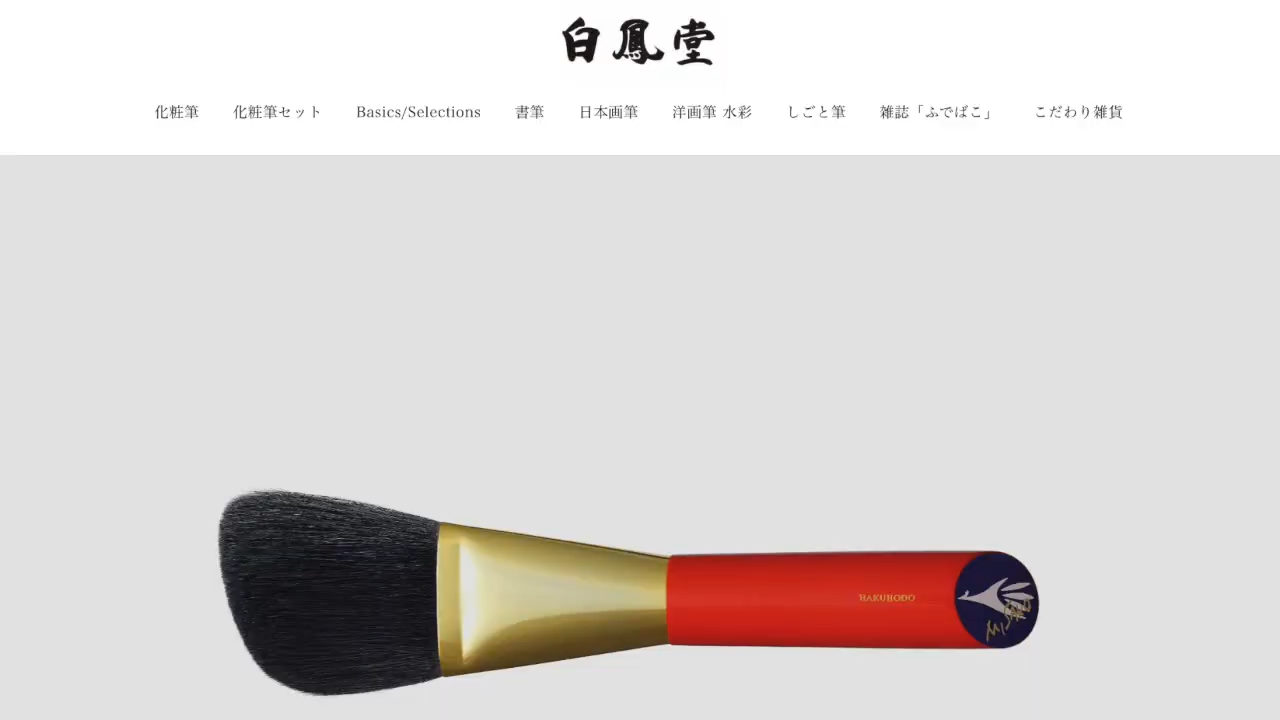 白鳳堂
化粧筆 化粧筆セット Basics/Selections 書筆 日本画筆 洋画筆 水彩 しごと筆 雑誌「ふでばこ」 こだわり雑貨
HAKUHODO
MISAKO